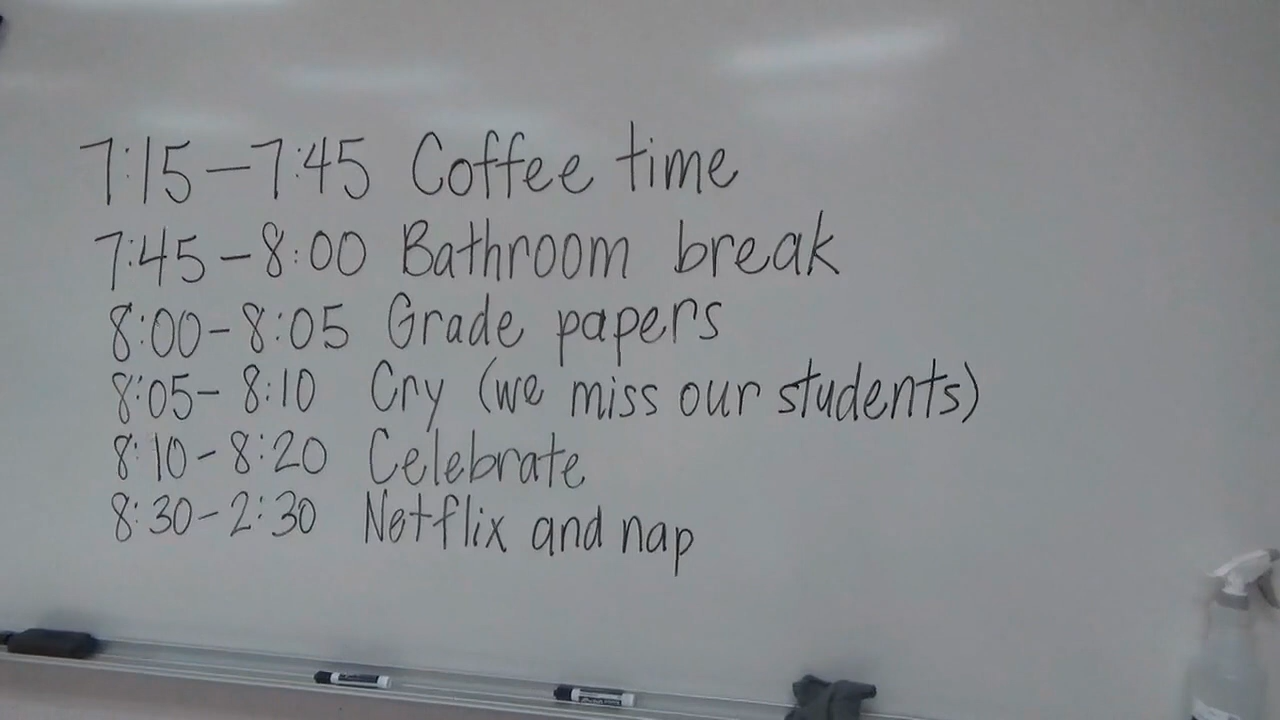 7:15-7:45 Coffee time
7:45-8:00 Bathroom break
8:00-8:05 Grade papers
8:05-8:10 Cry (we miss our students)
8:10-8:20 Celebrate
8:30-2:30 Netflix and nap